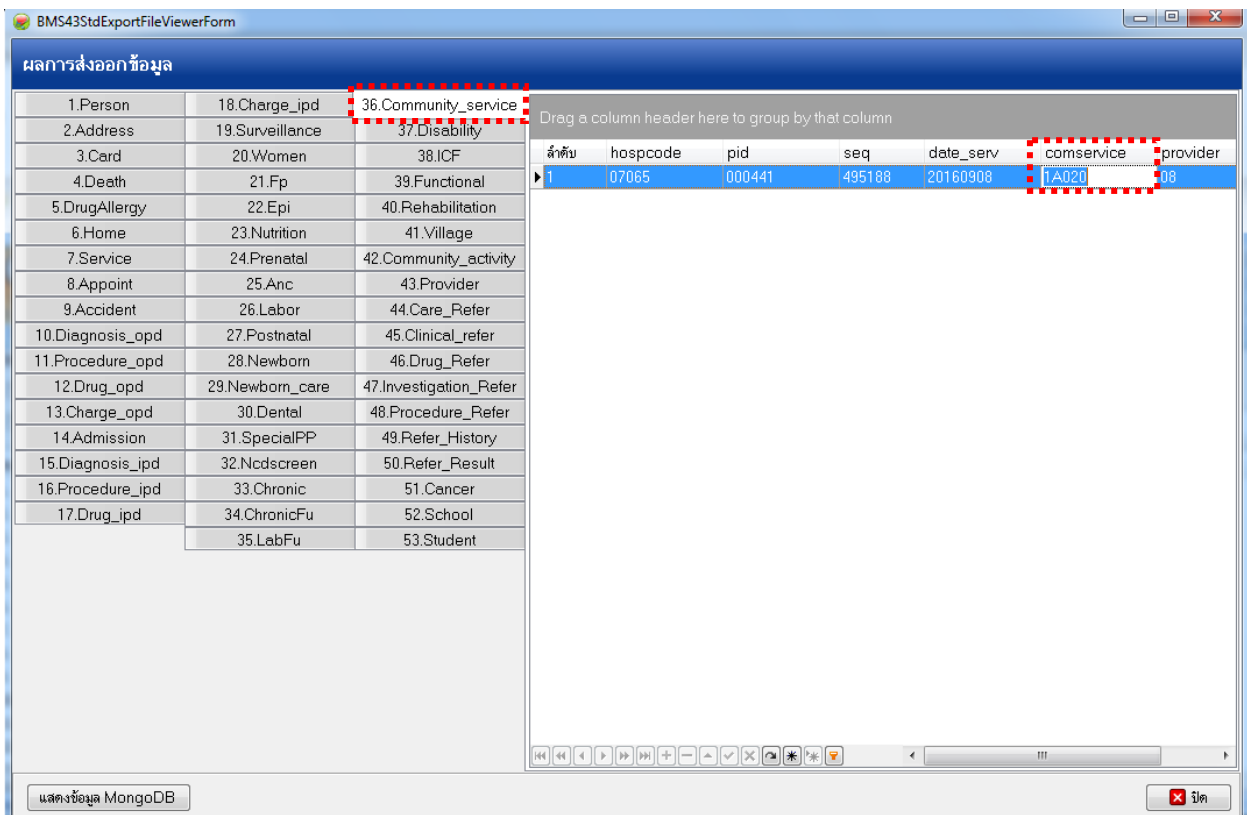 BMS43StdExportFileViewerForm
ผลการส่งออกข้อมูล
1.Person
2.Address
3.Card
4.Death
5.DrugAllergy
6.Home
7.Service
8.Appoint
9.Accident
10.Diagnosis_opd
11.Procedure_opd
12.Drug_opd
13.Charge_opd
14.Admission
15.Diagnosis_ipd
16.Procedure_ipd
17.Drug_ipd
18.Charge_ipd
19.Surveillance
20.Women
21.Fp
22.Epi
23.Nutrition
24.Prenatal
25.Anc
26.Labor
27.Postnatal
28.Newborn
29.Newborn_care
30.Dental
31.SpecialPP
32.Ncdscreen
33.Chronic
34.ChronicFu
35.LabFu
36.Community_service
37.Disability
38.ICF
39.Functional
40.Rehabilitation
41.Village
42.Community_activity
43.Provider
44.Care_Refer
45.Clinical_refer
46.Drug_Refer
47.Investigation_Refer
48.Procedure_Refer
49.Refer_History
50.Refer_Result
51.Cancer
52.School
53.Student
Drag a column header here to group by that column
ลำดับ hospcode pid seq date_serv comservice provider
1 07065 000441 495188 20160908 1A020 08
แสดงข้อมูล MongoDB
ปิด